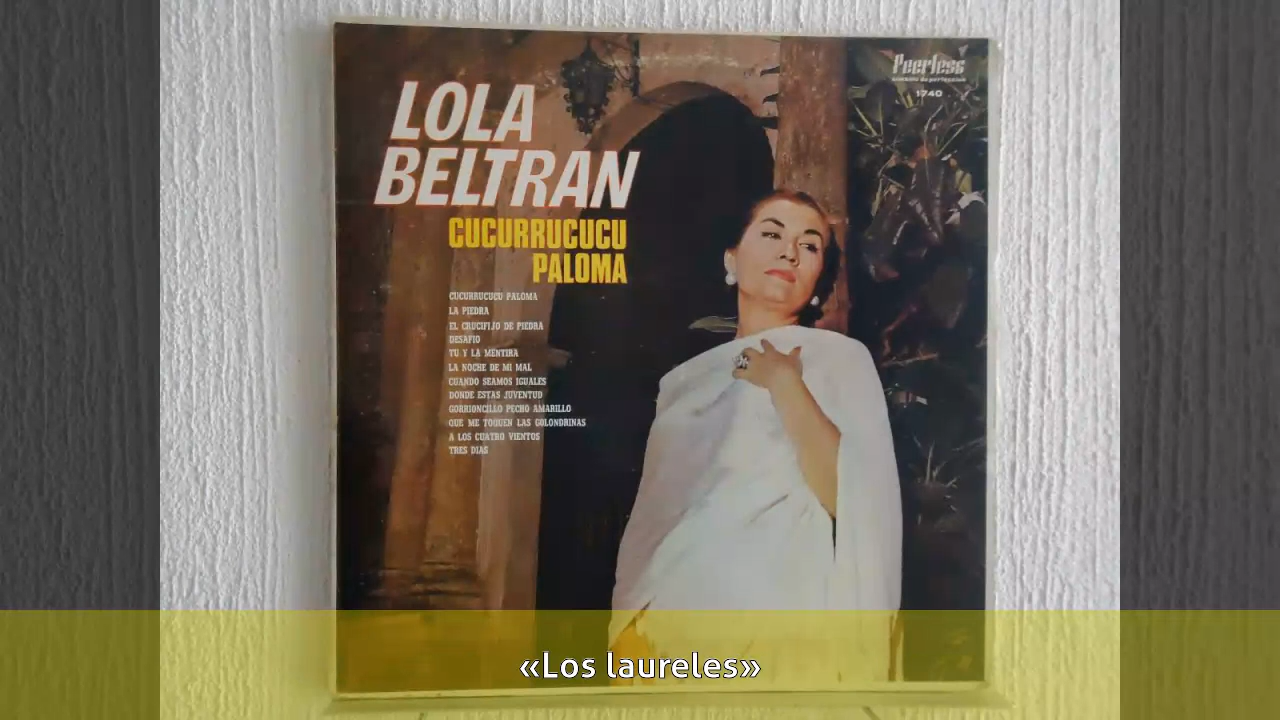 Peerless
1740
LOLA
BELTRAN
CUCURRUCUCU
PALOMA
CUCURRUCUCU PALOMA
LA PIEDRA
EL CRUCIFIJO DE PIEDRA
DESAFIO
TU Y LA MENTIRA
LA NOCHE DE MI MAL
CUANDO SEAMOS IGUALES
DONDE ESTAS JUVENTUD
GORRIONCILLO PECHO AMARILLO
QUE ME TOQUEN LAS GOLONDRINAS
A LOS CUATRO VIENTOS
TRES DIAS
«Los laureles»